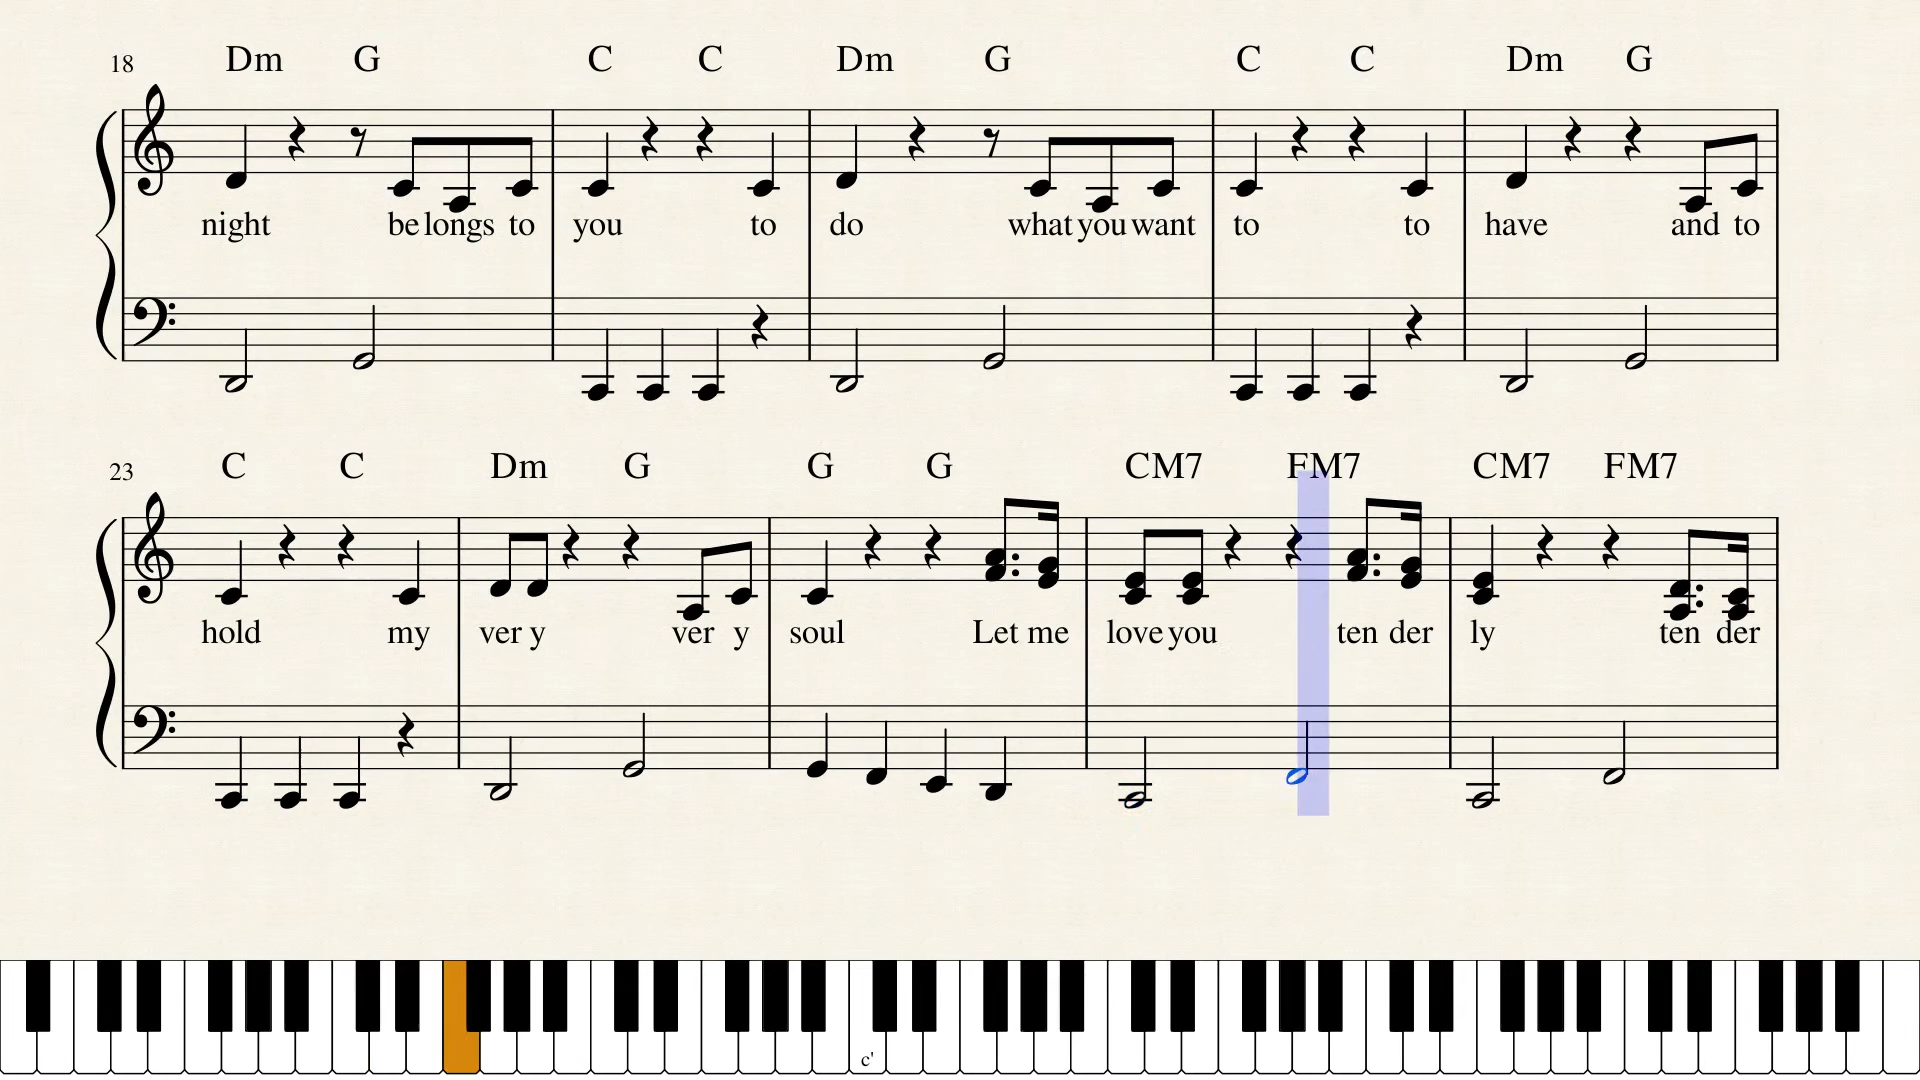 18 Dm G C C Dm G C C Dm G
night be longs to you to do what you want to to have and to
23 C C Dm G G G CM7 FM7 CM7 FM7
hold my ver y ver y soul Let me love you ten der ly ten der
c'